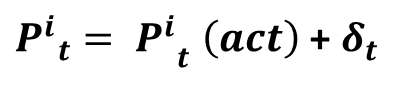 Pⁱₜ = Pⁱₜ (act) + δₜ